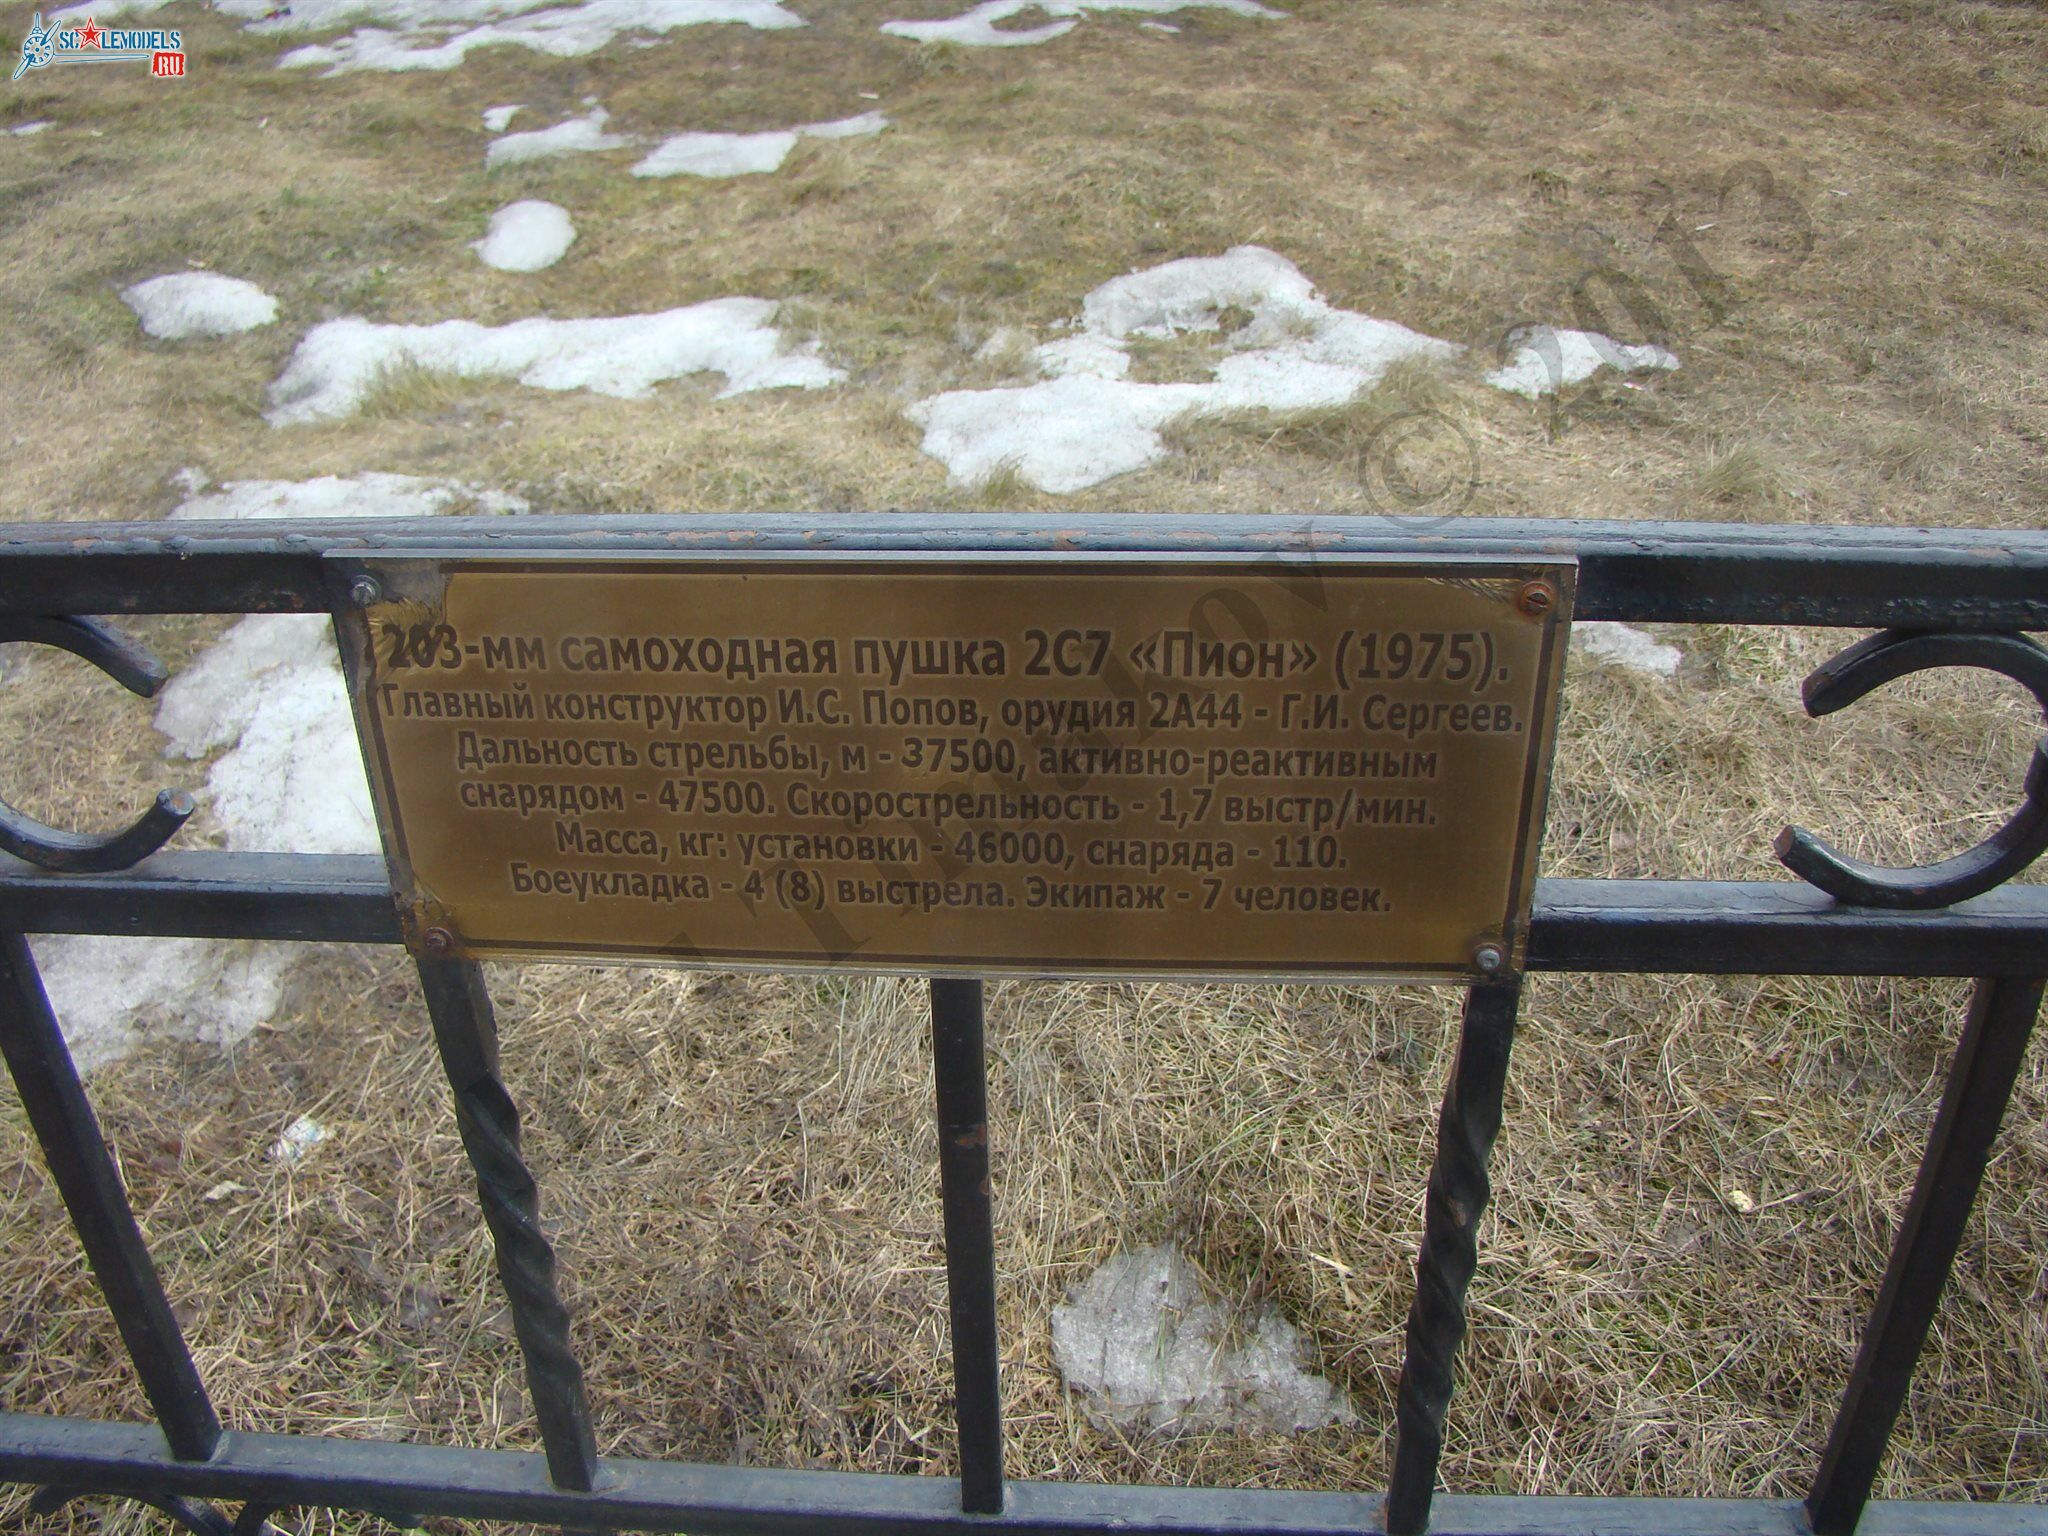 SCALEMODELS
RU
203-мм самоходная пушка 2С7 «Пион» (1975).
Главный конструктор И.С. Попов, орудия 2А44 - Г.И. Сергеев.
Дальность стрельбы, м - 37500, активно-реактивным
снарядом - 47500. Скорострельность - 1,7 выстр/мин.
Масса, кг: установки - 46000, снаряда - 110.
Боеукладка - 4 (8) выстрела. Экипаж - 7 человек.
© 2013